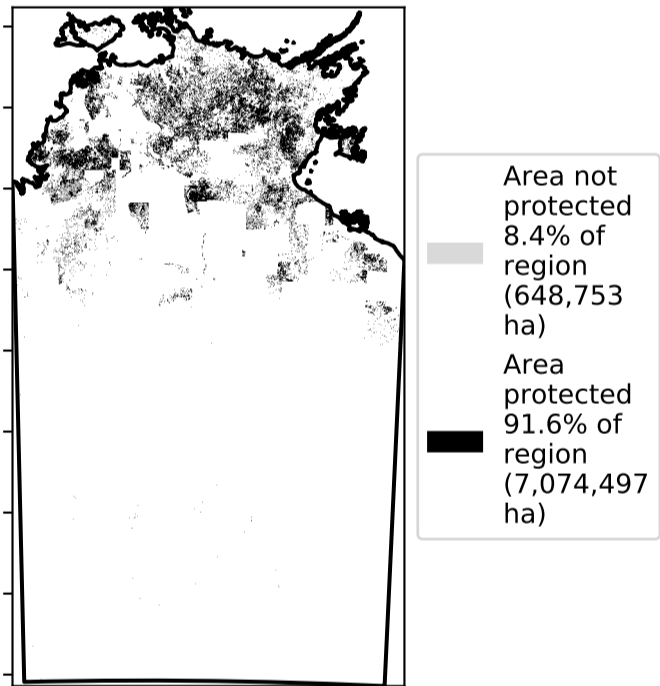 Area not
protected
8.4% of
region
(648,753
ha)
Area
protected
91.6% of
region
(7,074,497
ha)